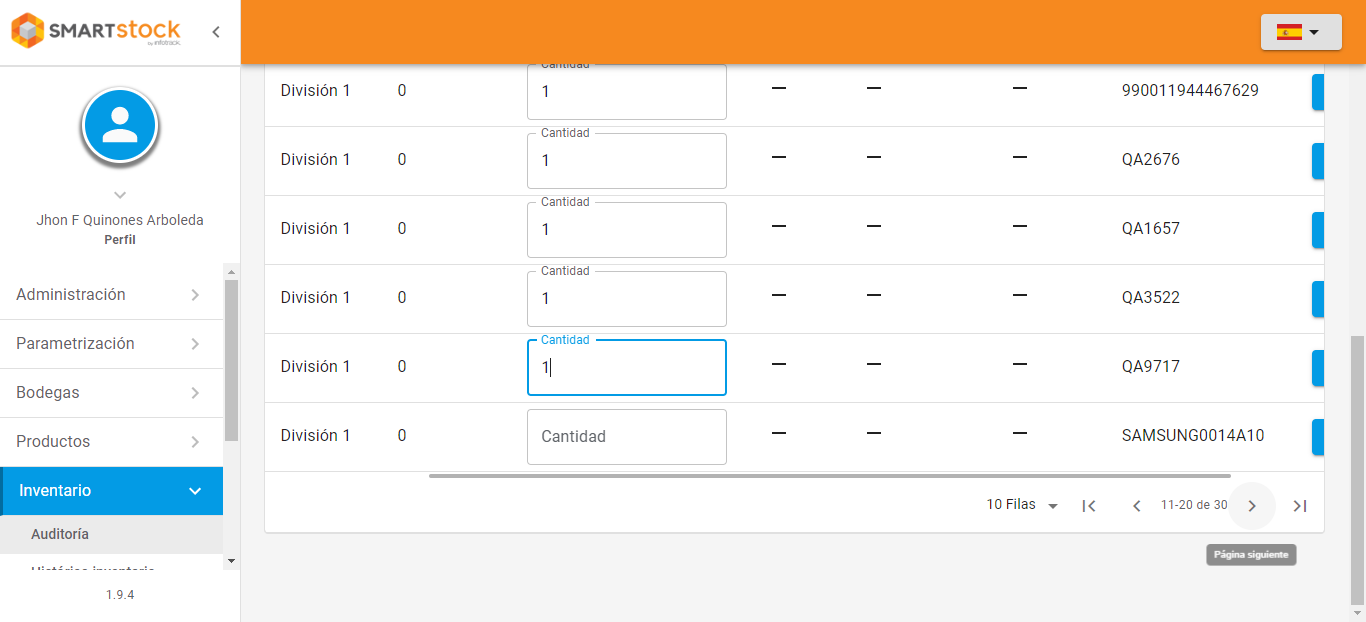 SMARTSTOCK
by infotrack.
Jhon F Quinones Arboleda
Perfil
Administración
Parametrización
Bodegas
Productos
Inventario
Auditoría
Histórico inventario
1.9.4
Cantidad
División 1 0 1 — — — 990011944467629
Cantidad
División 1 0 1 — — — QA2676
Cantidad
División 1 0 1 — — — QA1657
Cantidad
División 1 0 1 — — — QA3522
Cantidad
División 1 0 1 — — — QA9717
División 1 0 Cantidad — — — SAMSUNG0014A10
10 Filas 11-20 de 30
Página siguiente